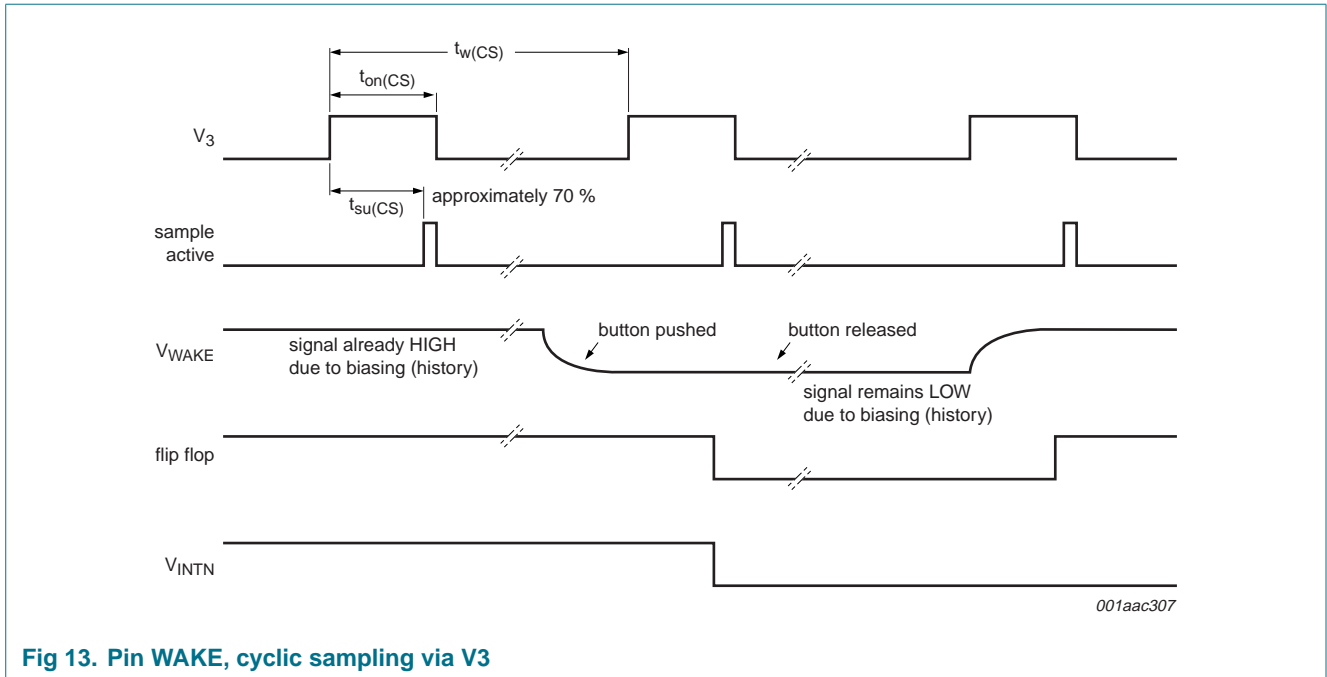 tw(CS)
ton(CS)
V3
tsu(CS)
approximately 70 %
sample
active
VWAKE
signal already HIGH
due to biasing (history)
button pushed
button released
signal remains LOW
due to biasing (history)
flip flop
VINTN
001aac307
Fig 13. Pin WAKE, cyclic sampling via V3